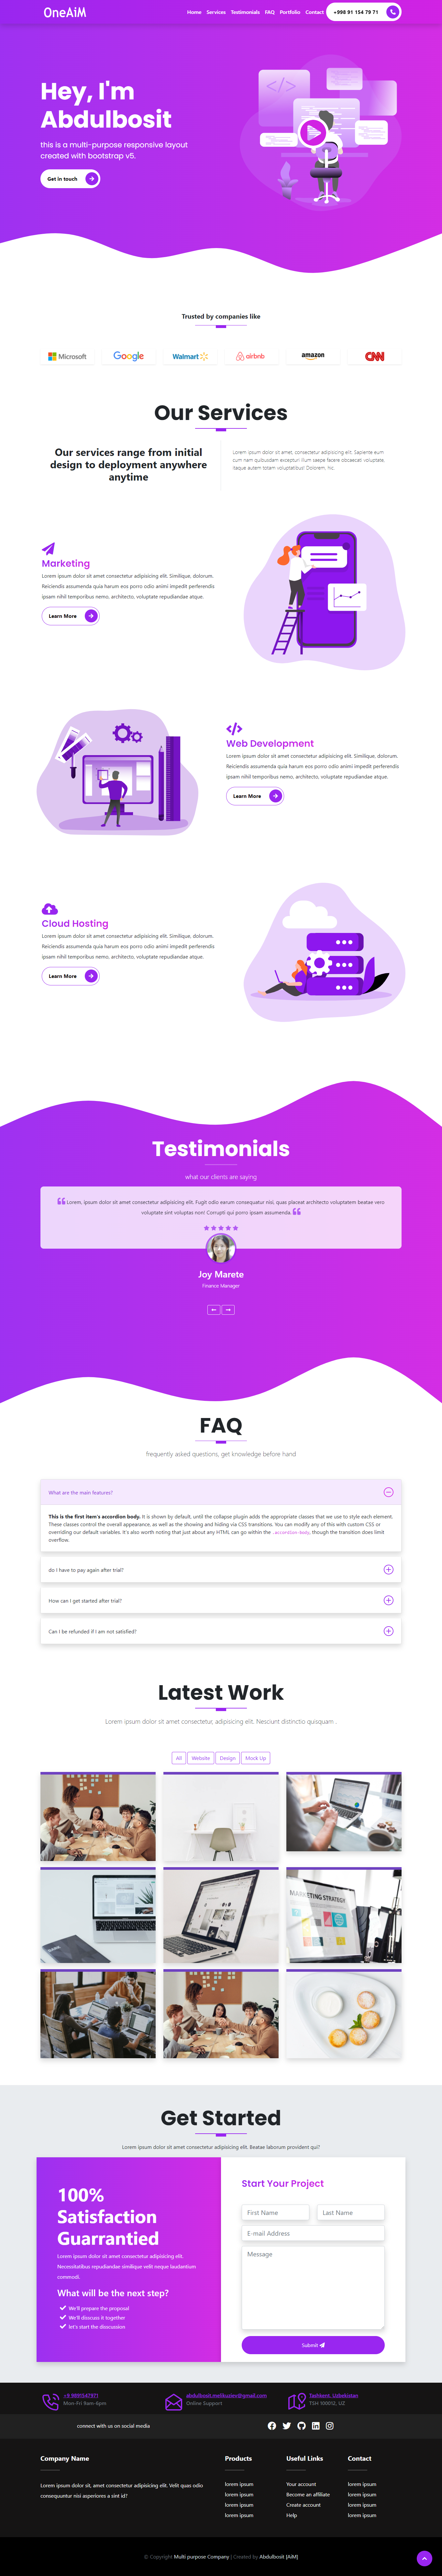 OneAiM
Home Services Testimonials FAQ Portfolio Contact +998 91 154 79 71
Hey, I'm
Abdulbosit
this is a multi-purpose responsive layout
created with bootstrap v5.
Get in touch
Trusted by companies like
Microsoft Google Walmart airbnb amazon CNN
Our Services
Our services range from initial
design to deployment anywhere
anytime
Lorem ipsum dolor sit amet, consectetur adipisicing elit. Sapiente eum
cum nam quibusdam excepturi illum saepe facere obcaecati voluptate,
itaque autem totam voluptatibus! Dolorem, hic.
Marketing
Lorem ipsum dolor sit amet consectetur adipisicing elit. Similique, dolorum.
Reiciendis assumenda quia harum eos porro odio animi impedit perferendis
ipsam nihil temporibus nemo, architecto, voluptate repudiandae atque.
Learn More
Web Development
Lorem ipsum dolor sit amet consectetur adipisicing elit. Similique, dolorum.
Reiciendis assumenda quia harum eos porro odio animi impedit perferendis
ipsam nihil temporibus nemo, architecto, voluptate repudiandae atque.
Learn More
Cloud Hosting
Lorem ipsum dolor sit amet consectetur adipisicing elit. Similique, dolorum.
Reiciendis assumenda quia harum eos porro odio animi impedit perferendis
ipsam nihil temporibus nemo, architecto, voluptate repudiandae atque.
Learn More
Testimonials
what our clients are saying
Lorem, ipsum dolor sit amet consectetur adipisicing elit. Fugit odio earum consequatur nisi, quas placeat architecto voluptatem beatae vero
voluptate sint voluptas non! Corrupti qui porro ipsam assumenda.
Joy Marete
Finance Manager
FAQ
frequently asked questions, get knowledge before hand
What are the main features?
This is the first item's accordion body. It is shown by default, until the collapse plugin adds the appropriate classes that we use to style each element.
These classes control the overall appearance, as well as the showing and hiding via CSS transitions. You can modify any of this with custom CSS or
overriding our default variables. It's also worth noting that just about any HTML can go within the .accordion-body, though the transition does limit
overflow.
do I have to pay again after trial?
How can I get started after trial?
Can I be refunded if I am not satisfied?
Latest Work
Lorem ipsum dolor sit amet consectetur, adipisicing elit. Nesciunt distinctio quisquam .
All Website Design Mock Up
MARKETING STRATEGY
Get Started
Lorem ipsum dolor sit amet consectetur adipisicing elit. Beatae laborum provident qui?
100%
Satisfaction
Guarrantied
Lorem ipsum dolor sit amet consectetur adipisicing elit.
Necessitatibus repudiandae similique velit neque laudantium
commodi.
What will be the next step?
We'll prepare the proposal
We'll disscus it together
let's start the disscussion
Start Your Project
First Name Last Name
E-mail Address
Message
Submit
Mon-Fri 9am-6pm
abdulbosit.melikuziev@gmail.com
Online Support
Tashkent, Uzbekistan
TSH 100012, UZ
connect with us on social media
Company Name
Lorem ipsum dolor sit, amet consectetur adipisicing elit. Velit quas odio
consequuntur nisi asperiores a sint id?
Products
lorem ipsum
lorem ipsum
lorem ipsum
lorem ipsum
Useful Links
Your account
Become an affiliate
Create account
Help
Contact
lorem ipsum
lorem ipsum
lorem ipsum
lorem ipsum
© Copyright Multi purpose Company | Created by Abdulbosit [AiM]